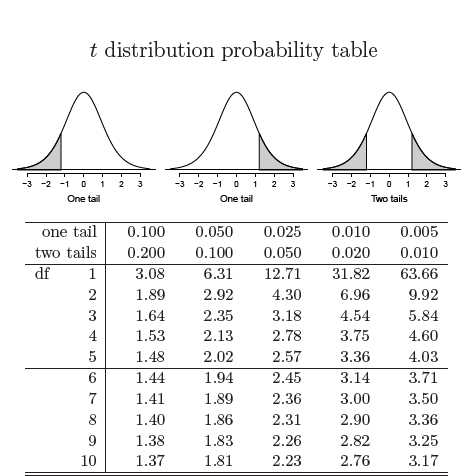 t distribution probability table
−3 −2 −1 0 1 2 3 −3 −2 −1 0 1 2 3 −3 −2 −1 0 1 2 3
One tail One tail Two tails
one tail 0.100 0.050 0.025 0.010 0.005
two tails 0.200 0.100 0.050 0.020 0.010
df 1 3.08 6.31 12.71 31.82 63.66
2 1.89 2.92 4.30 6.96 9.92
3 1.64 2.35 3.18 4.54 5.84
4 1.53 2.13 2.78 3.75 4.60
5 1.48 2.02 2.57 3.36 4.03
6 1.44 1.94 2.45 3.14 3.71
7 1.41 1.89 2.36 3.00 3.50
8 1.40 1.86 2.31 2.90 3.36
9 1.38 1.83 2.26 2.82 3.25
10 1.37 1.81 2.23 2.76 3.17